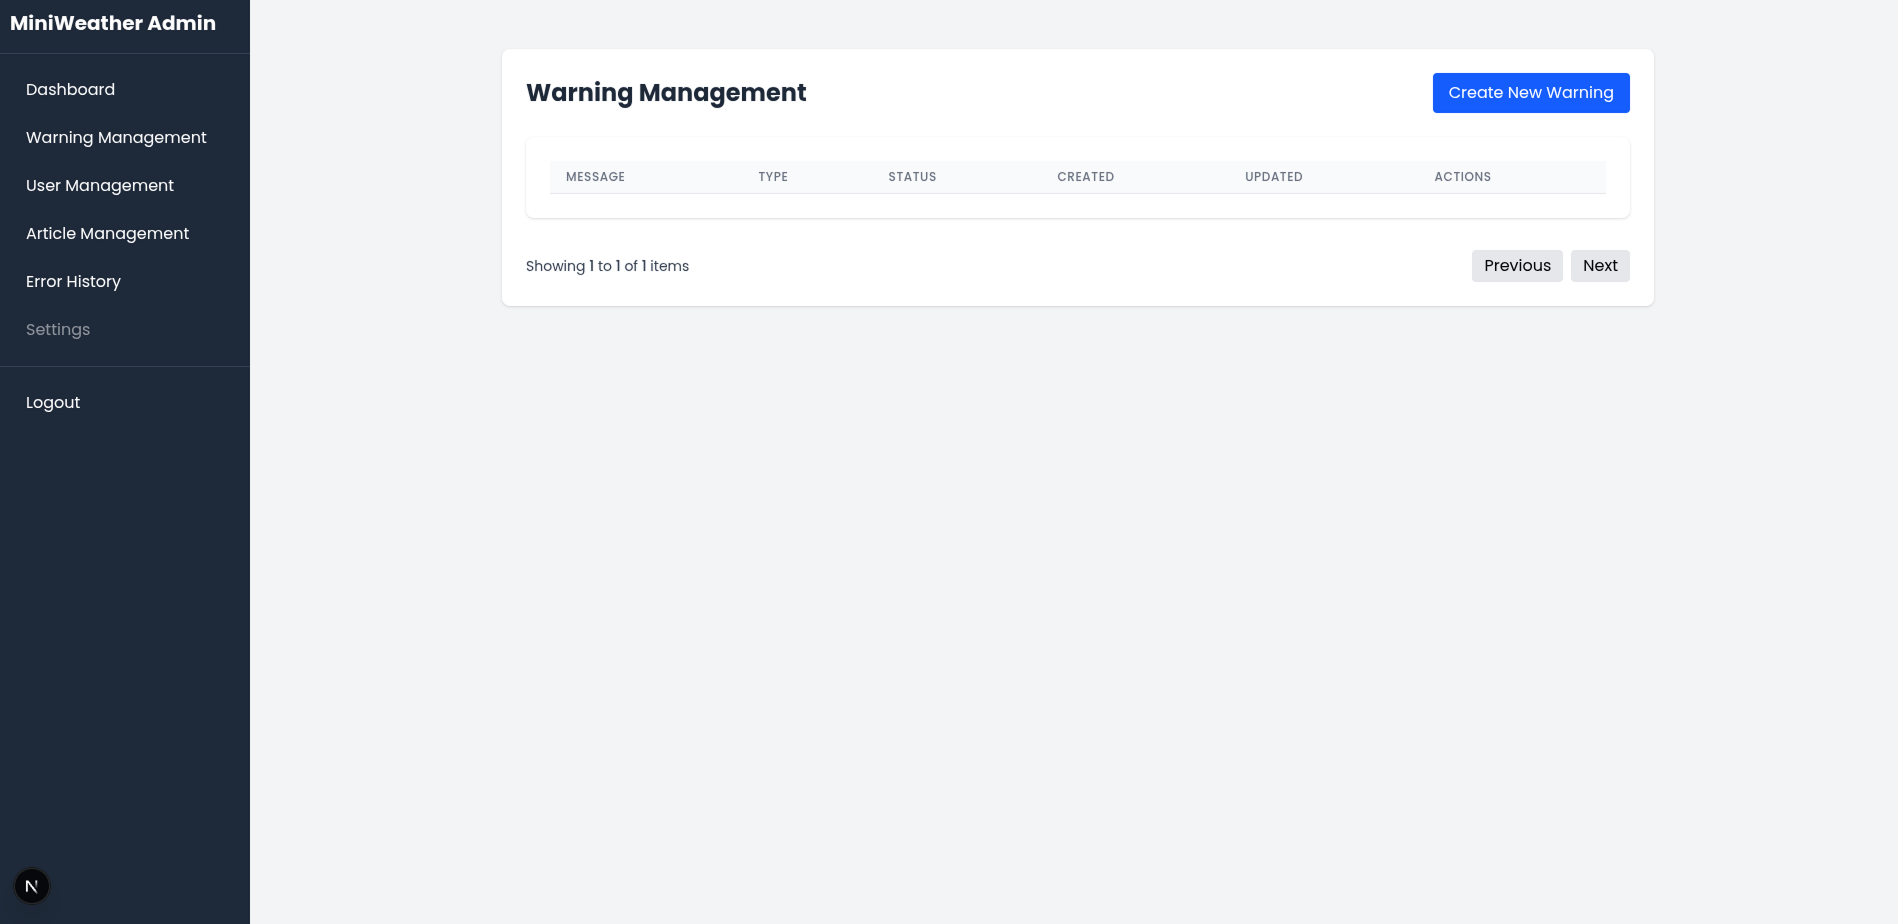 MiniWeather Admin
Dashboard
Warning Management
User Management
Article Management
Error History
Settings
Logout
Warning Management
Create New Warning
MESSAGE TYPE STATUS CREATED UPDATED ACTIONS
Showing 1 to 1 of 1 items
Previous Next
N